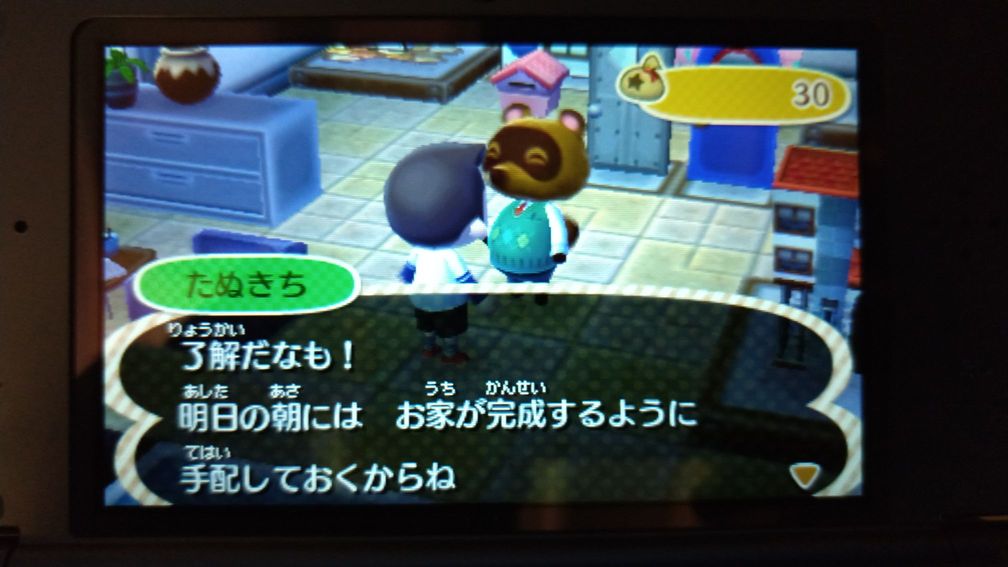 30
たぬきち
りょうかい
了解だなも！
あした あさ うち かんせい
明日の朝には お家が完成するように
てはい
手配しておくからね